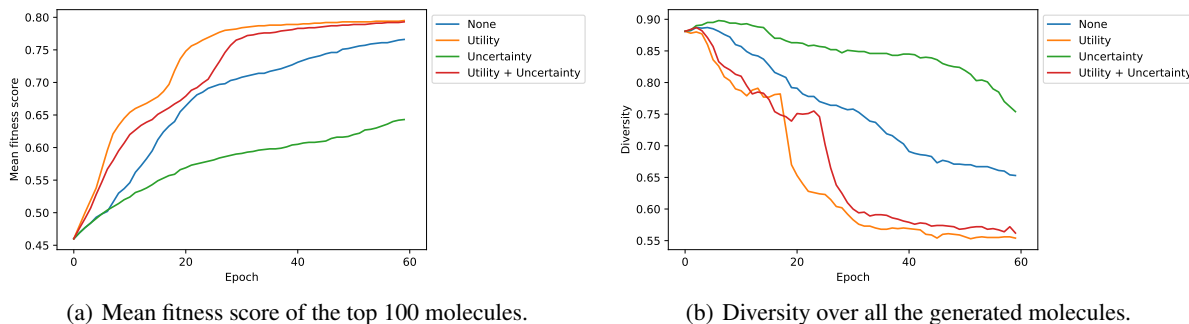 0.80
0.75
0.70
0.65
0.60
0.55
0.50
0.45
Mean fitness score
0
20
40
60
Epoch
None
Utility
Uncertainty
Utility + Uncertainty
(a) Mean fitness score of the top 100 molecules.
0.90
0.85
0.80
0.75
0.70
0.65
0.60
0.55
Diversity
0
20
40
60
Epoch
None
Utility
Uncertainty
Utility + Uncertainty
(b) Diversity over all the generated molecules.